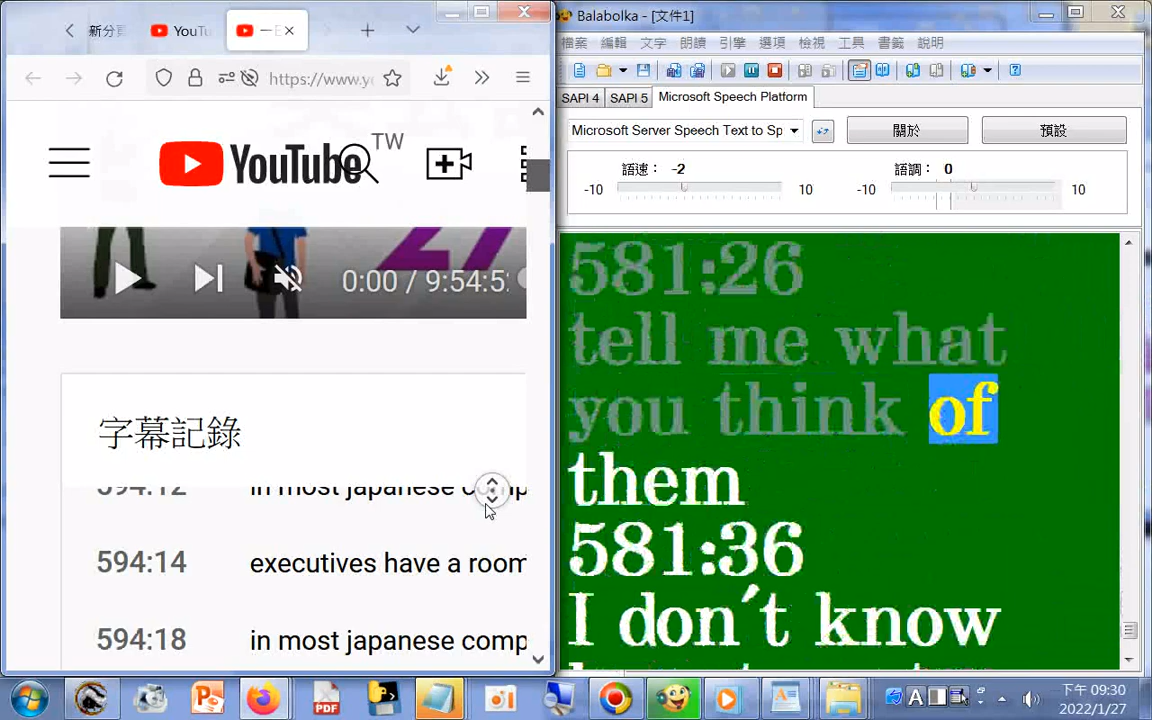 新分頁
YouTu
一 E
https://www.yo
TW
YouTube
27
0:00 / 9:54:5
字幕記錄
594:12 in most japanese comp
594:14 executives have a room
594:18 in most japanese comp
Balabolka - [文件1]
檔案 編輯 文字 朗讀 引擎 選項 檢視 工具 書籤 說明
SAPI 4 SAPI 5 Microsoft Speech Platform
Microsoft Server Speech Text to Sp
關於
預設
語速： -2
-10 10
語調： 0
-10 10
581:26
tell me what
you think of
them
581:36
I don't know
下午 09:30
2022/1/27